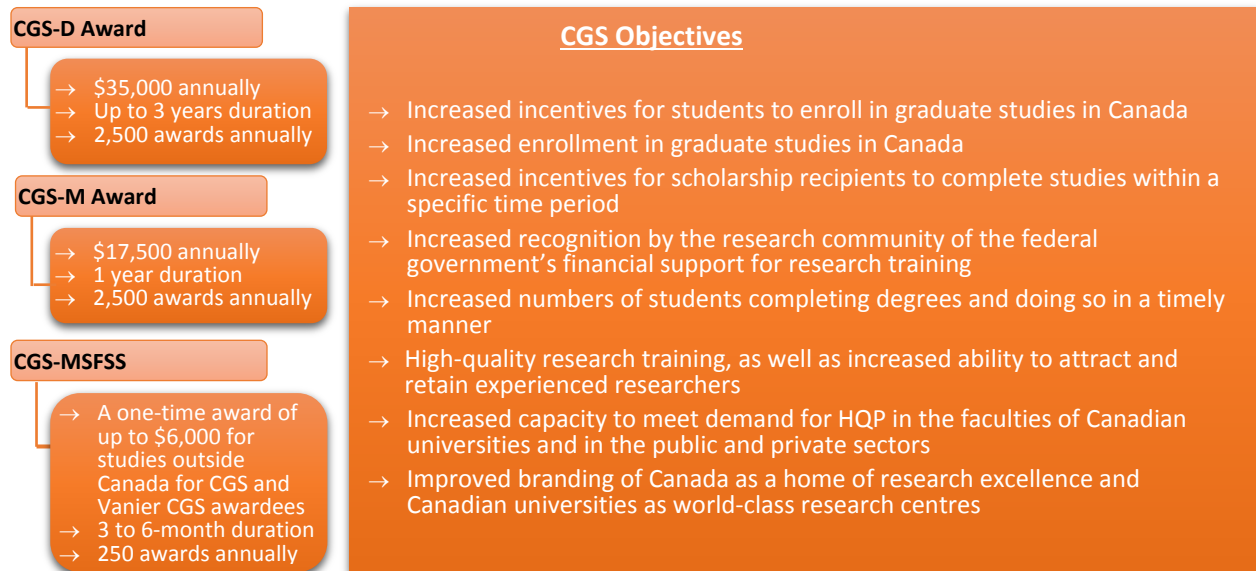 CGS-D Award
→ $35,000 annually
→ Up to 3 years duration
→ 2,500 awards annually
CGS-M Award
→ $17,500 annually
→ 1 year duration
→ 2,500 awards annually
CGS-MSFSS
→ A one-time award of
up to $6,000 for
studies outside
Canada for CGS and
Vanier CGS awardees
→ 3 to 6-month duration
→ 250 awards annually
CGS Objectives
→ Increased incentives for students to enroll in graduate studies in Canada
→ Increased enrollment in graduate studies in Canada
→ Increased incentives for scholarship recipients to complete studies within a
specific time period
→ Increased recognition by the research community of the federal
government’s financial support for research training
→ Increased numbers of students completing degrees and doing so in a timely
manner
→ High-quality research training, as well as increased ability to attract and
retain experienced researchers
→ Increased capacity to meet demand for HQP in the faculties of Canadian
universities and in the public and private sectors
→ Improved branding of Canada as a home of research excellence and
Canadian universities as world-class research centres